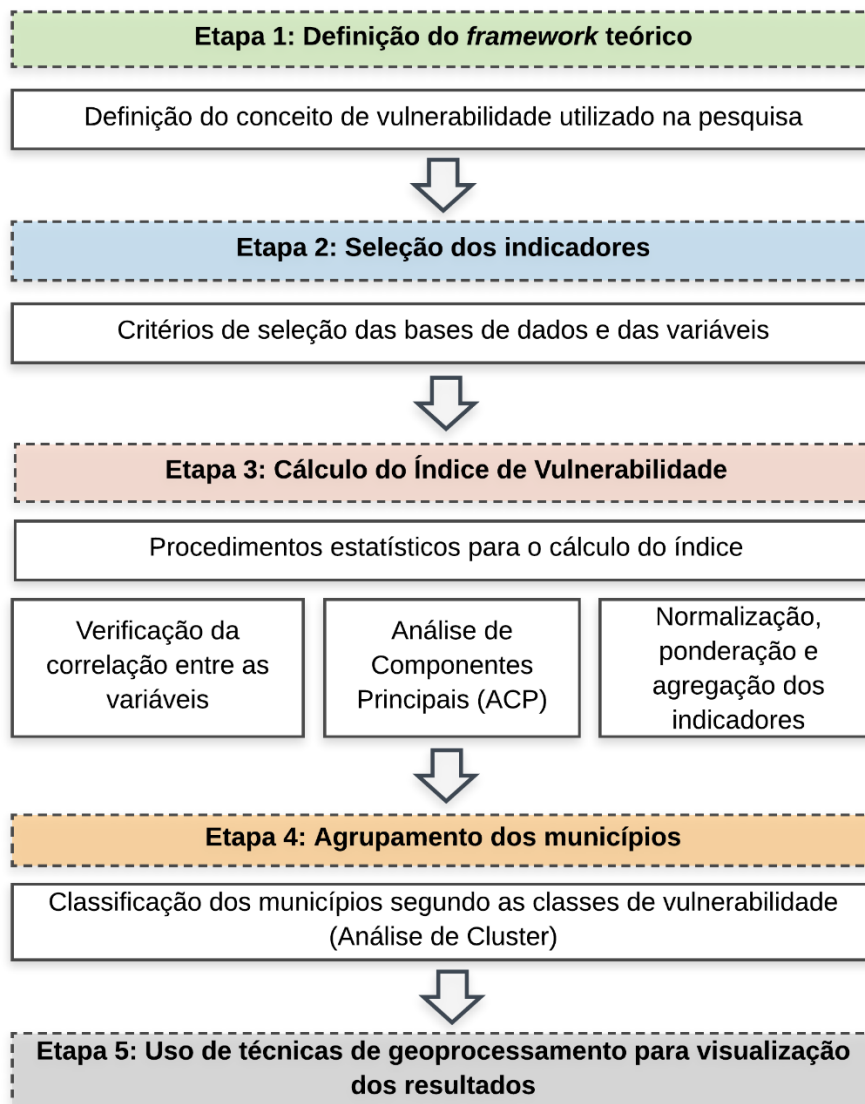 Etapa 1: Definição do framework teórico
Definição do conceito de vulnerabilidade utilizado na pesquisa
Etapa 2: Seleção dos indicadores
Critérios de seleção das bases de dados e das variáveis
Etapa 3: Cálculo do Índice de Vulnerabilidade
Procedimentos estatísticos para o cálculo do índice
Verificação da
correlação entre as
variáveis
Análise de
Componentes
Principais (ACP)
Normalização,
ponderação e
agregação dos
indicadores
Etapa 4: Agrupamento dos municípios
Classificação dos municípios segundo as classes de vulnerabilidade
(Análise de Cluster)
Etapa 5: Uso de técnicas de geoprocessamento para visualização
dos resultados